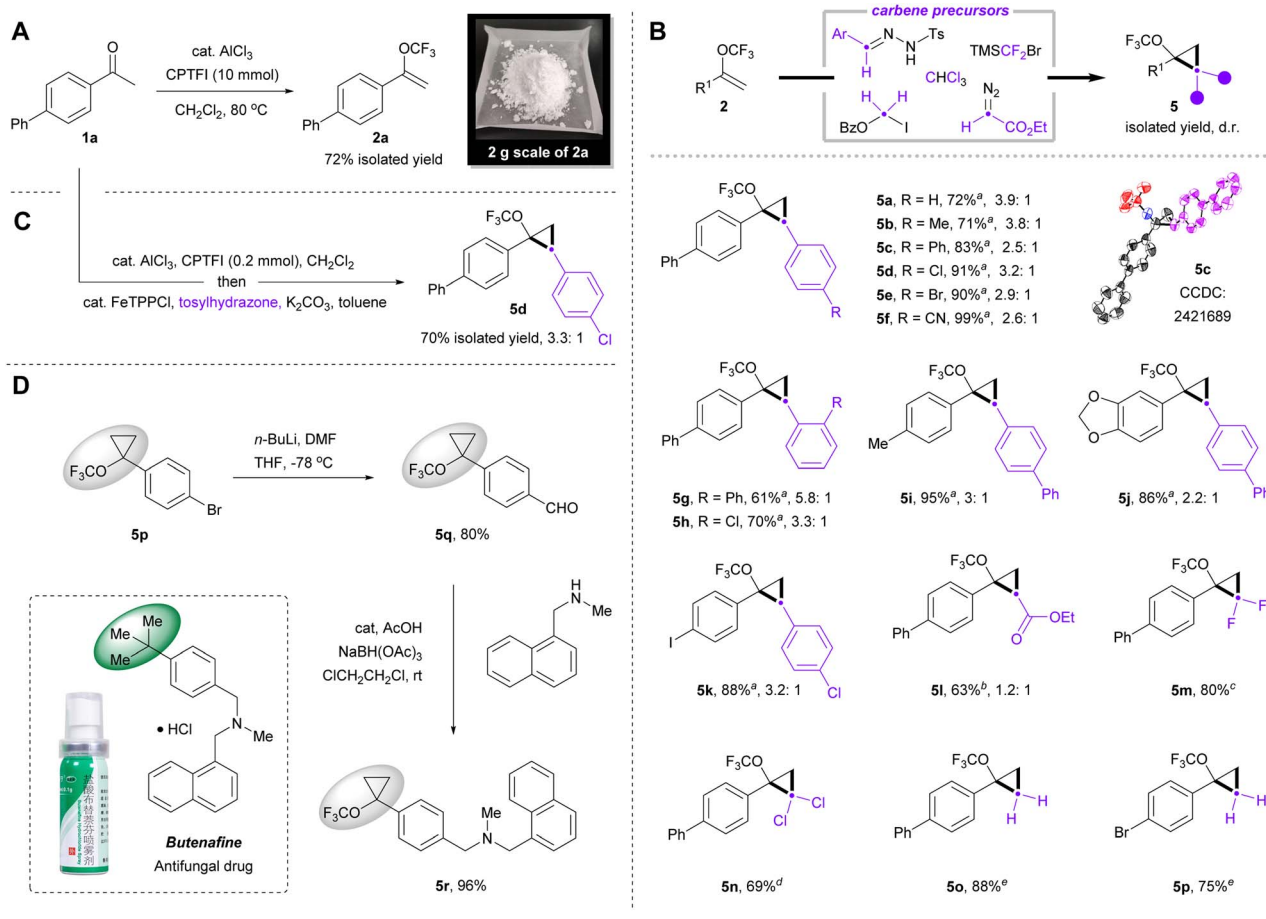 A
O
Ph
1a
cat. AlCl₃
CPTFI (10 mmol)
CH₂Cl₂, 80 °C
OCF₃
Ph
2a
72% isolated yield
2 g scale of 2a
C
cat. AlCl₃, CPTFI (0.2 mmol), CH₂Cl₂
then
cat. FeTPPCl, tosylhydrazone, K₂CO₃, toluene
F₃CO
Ph
Cl
5d
70% isolated yield, 3.3: 1
D
F₃CO
Br
5p
n-BuLi, DMF
THF, -78 °C
F₃CO
CHO
5q, 80%
cat, AcOH
NaBH(OAc)₃
ClCH₂CH₂Cl, rt
H
N
Me
Me
Me
Me
• HCl
N
Me
盐酸布替萘芬喷雾剂
Butenafine
Antifungal drug
F₃CO
Me
N
5r, 96%
B
OCF₃
R¹
2
carbene precursors
Ar
N
N
H
Ts
H
TMSCF₂Br
CHCl₃
H
H
BzO
I
N₂
H
CO₂Et
F₃CO
R¹
5
isolated yield, d.r.
F₃CO
Ph
R
5a, R = H, 72%ᵃ, 3.9: 1
5b, R = Me, 71%ᵃ, 3.8: 1
5c, R = Ph, 83%ᵃ, 2.5: 1
5d, R = Cl, 91%ᵃ, 3.2: 1
5e, R = Br, 90%ᵃ, 2.9: 1
5f, R = CN, 99%ᵃ, 2.6: 1
5c
CCDC:
2421689
F₃CO
R
Ph
5g, R = Ph, 61%ᵃ, 5.8: 1
5h, R = Cl, 70%ᵃ, 3.3: 1
F₃CO
Me
Ph
5i, 95%ᵃ, 3: 1
F₃CO
O
O
Ph
5j, 86%ᵃ, 2.2: 1
F₃CO
I
Cl
5k, 88%ᵃ, 3.2: 1
F₃CO
Ph
OEt
O
5l, 63%ᵇ, 1.2: 1
F₃CO
Ph
F
F
5m, 80%ᶜ
F₃CO
Ph
Cl
Cl
5n, 69%ᵈ
F₃CO
Ph
H
H
5o, 88%ᵉ
F₃CO
Br
H
H
5p, 75%ᵉ